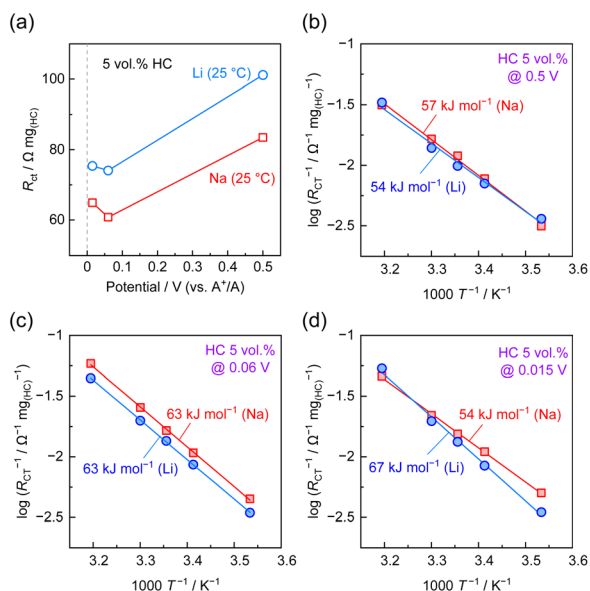 (a)
5 vol.% HC
Li (25 °C)
Na (25 °C)
100
80
60
0
0.1
0.2
0.3
0.4
0.5
Rct / Ω mg(HC)
Potential / V (vs. A⁺/A)
(b)
HC 5 vol.%
@ 0.5 V
57 kJ mol⁻¹ (Na)
54 kJ mol⁻¹ (Li)
−1
−1.5
−2
−2.5
3.2
3.3
3.4
3.5
3.6
log (RCT⁻¹ / Ω⁻¹ mg(HC)⁻¹)
1000 T⁻¹ / K⁻¹
(c)
HC 5 vol.%
@ 0.06 V
63 kJ mol⁻¹ (Na)
63 kJ mol⁻¹ (Li)
−1
−1.5
−2
−2.5
3.2
3.3
3.4
3.5
3.6
log (RCT⁻¹ / Ω⁻¹ mg(HC)⁻¹)
1000 T⁻¹ / K⁻¹
(d)
HC 5 vol.%
@ 0.015 V
54 kJ mol⁻¹ (Na)
67 kJ mol⁻¹ (Li)
−1
−1.5
−2
−2.5
3.2
3.3
3.4
3.5
3.6
log (RCT⁻¹ / Ω⁻¹ mg(HC)⁻¹)
1000 T⁻¹ / K⁻¹